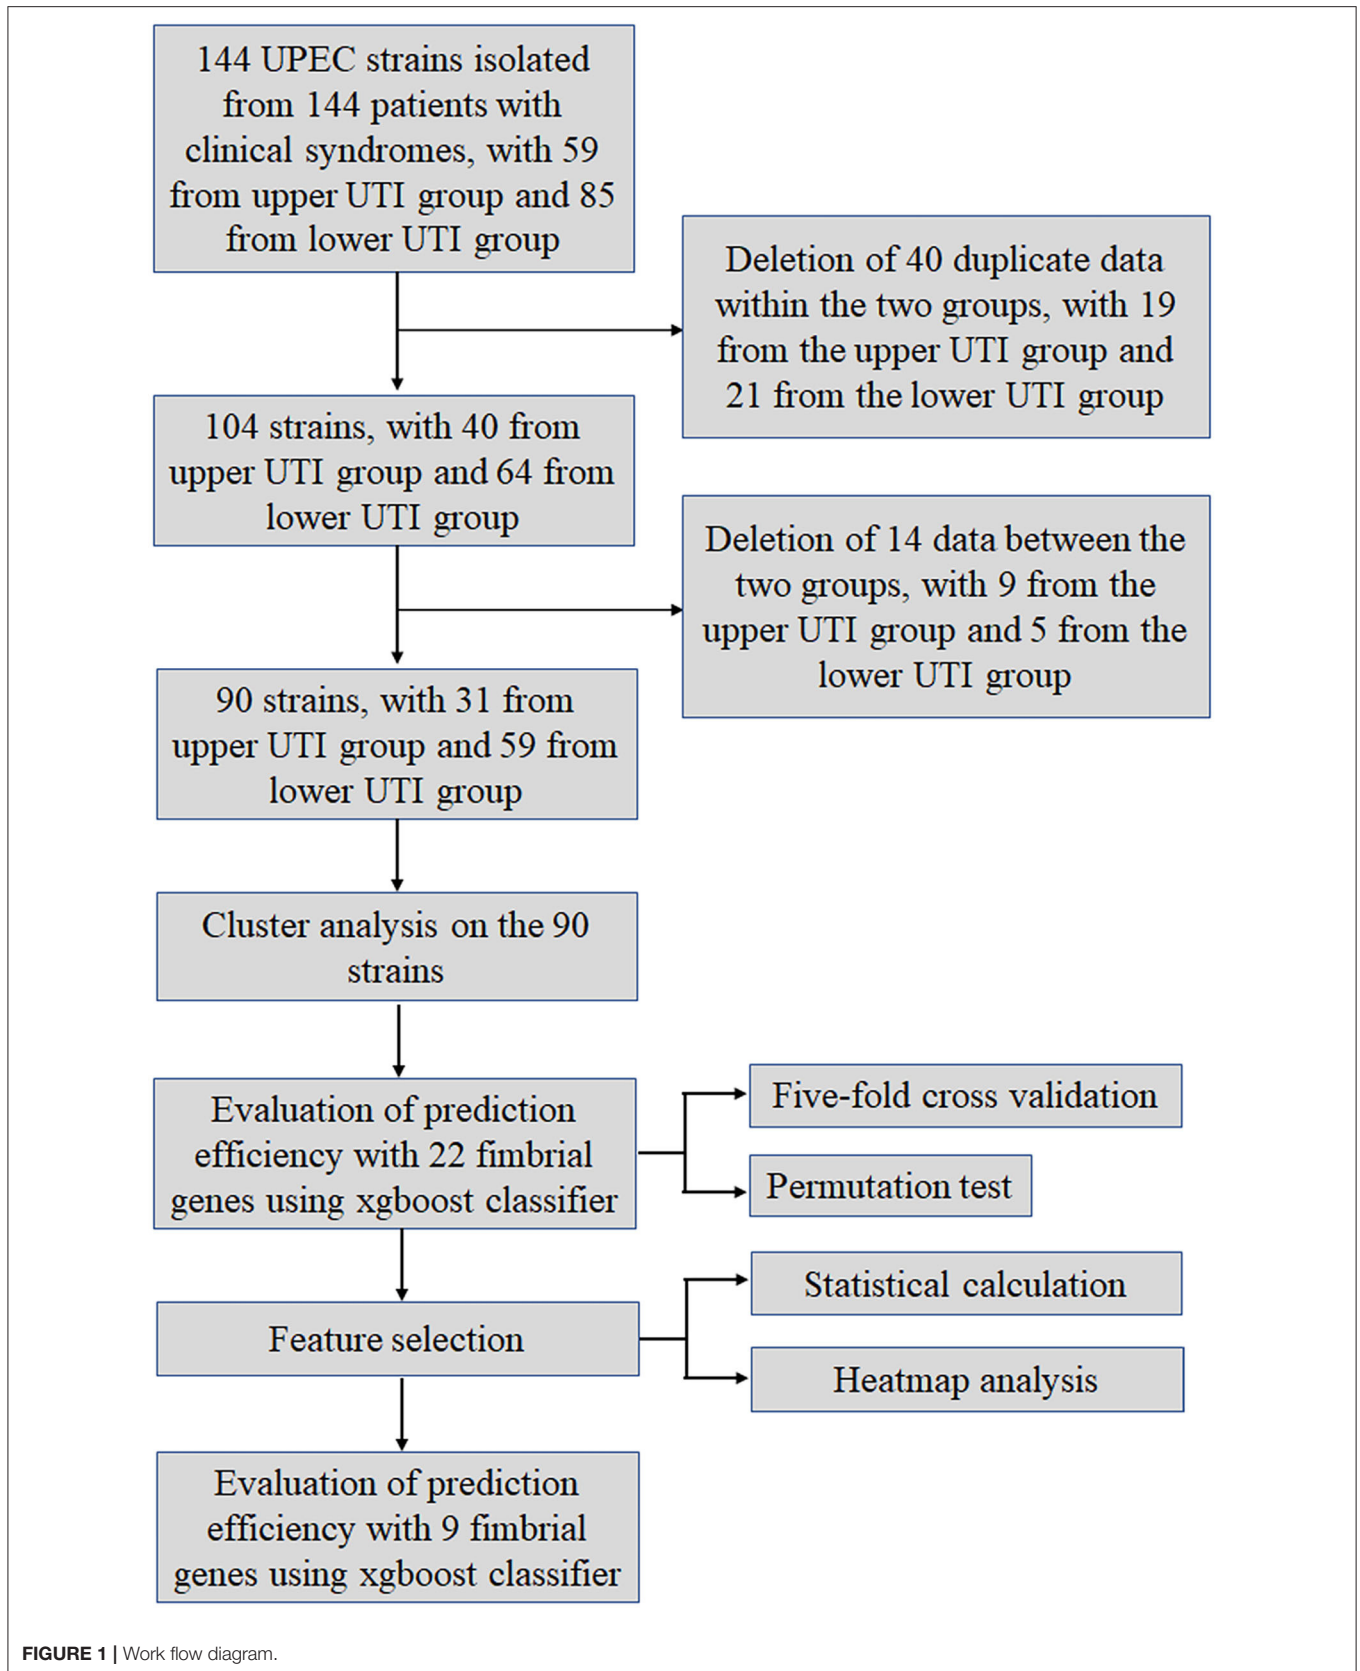 144 UPEC strains isolated
from 144 patients with
clinical syndromes, with 59
from upper UTI group and 85
from lower UTI group
Deletion of 40 duplicate data
within the two groups, with 19
from the upper UTI group and
21 from the lower UTI group
104 strains, with 40 from
upper UTI group and 64 from
lower UTI group
Deletion of 14 data between the
two groups, with 9 from the
upper UTI group and 5 from the
lower UTI group
90 strains, with 31 from
upper UTI group and 59 from
lower UTI group
Cluster analysis on the 90
strains
Evaluation of prediction
efficiency with 22 fimbrial
genes using xgboost classifier
Five-fold cross validation
Permutation test
Feature selection
Statistical calculation
Heatmap analysis
Evaluation of prediction
efficiency with 9 fimbrial
genes using xgboost classifier
FIGURE 1 | Work flow diagram.